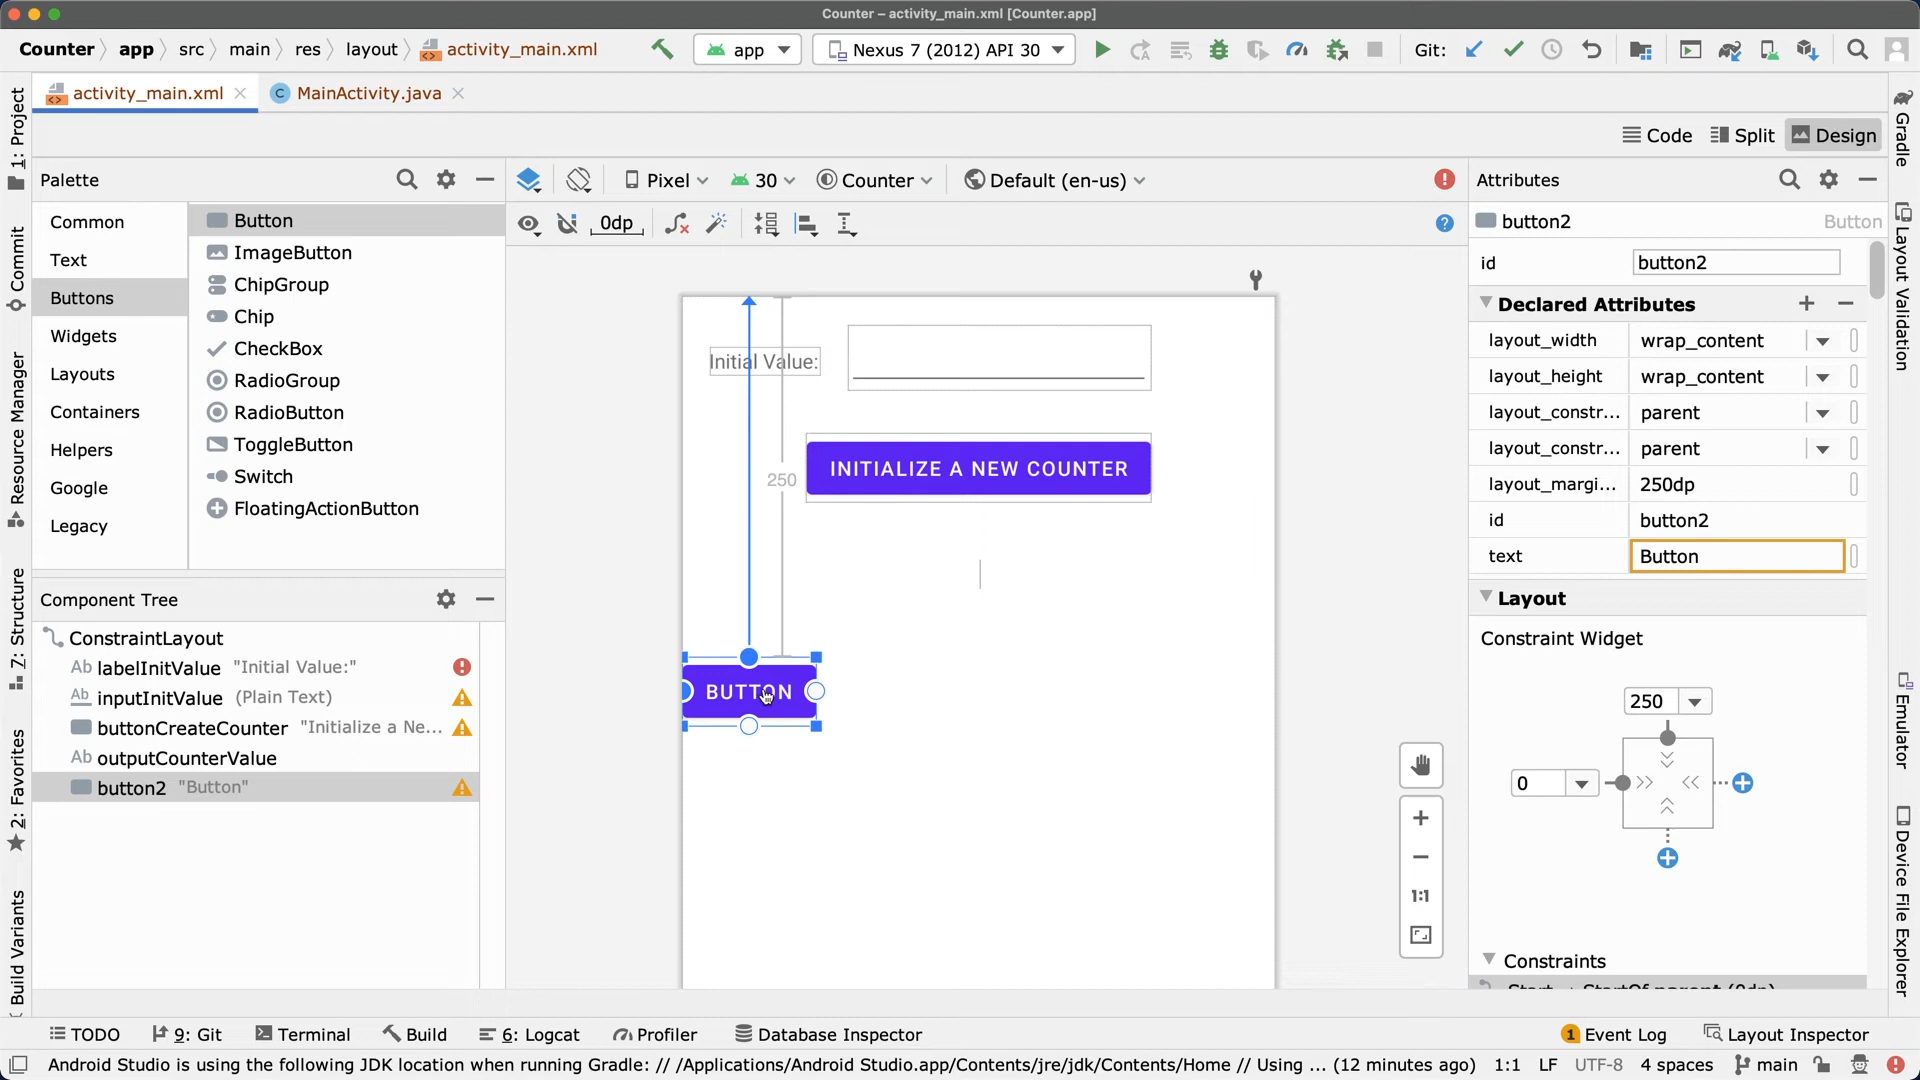 Counter – activity_main.xml [Counter.app]
Counter app src main res layout activity_main.xml
app
Nexus 7 (2012) API 30
Git:
activity_main.xml
MainActivity.java
Code Split Design
1: Project
Commit
Resource Manager
7: Structure
2: Favorites
Build Variants
Palette
Common
Text
Buttons
Widgets
Layouts
Containers
Helpers
Google
Legacy
Button
ImageButton
ChipGroup
Chip
CheckBox
RadioGroup
RadioButton
ToggleButton
Switch
FloatingActionButton
Component Tree
ConstraintLayout
Ab labelInitValue "Initial Value:"
Ab inputInitValue (Plain Text)
buttonCreateCounter "Initialize a Ne...
Ab outputCounterValue
button2 "Button"
Pixel 30 Counter Default (en-us)
0dp
Initial Value:
INITIALIZE A NEW COUNTER
250
BUTTON
1:1
Attributes
button2 Button
id button2
Declared Attributes
layout_width wrap_content
layout_height wrap_content
layout_constr... parent
layout_constr... parent
layout_margi... 250dp
id button2
text Button
Layout
Constraint Widget
250
0
Constraints
Gradle
Layout Validation
Emulator
Device File Explorer
TODO 9: Git Terminal Build 6: Logcat Profiler Database Inspector 1 Event Log Layout Inspector
Android Studio is using the following JDK location when running Gradle: // /Applications/Android Studio.app/Contents/jre/jdk/Contents/Home // Using ... (12 minutes ago) 1:1 LF UTF-8 4 spaces main